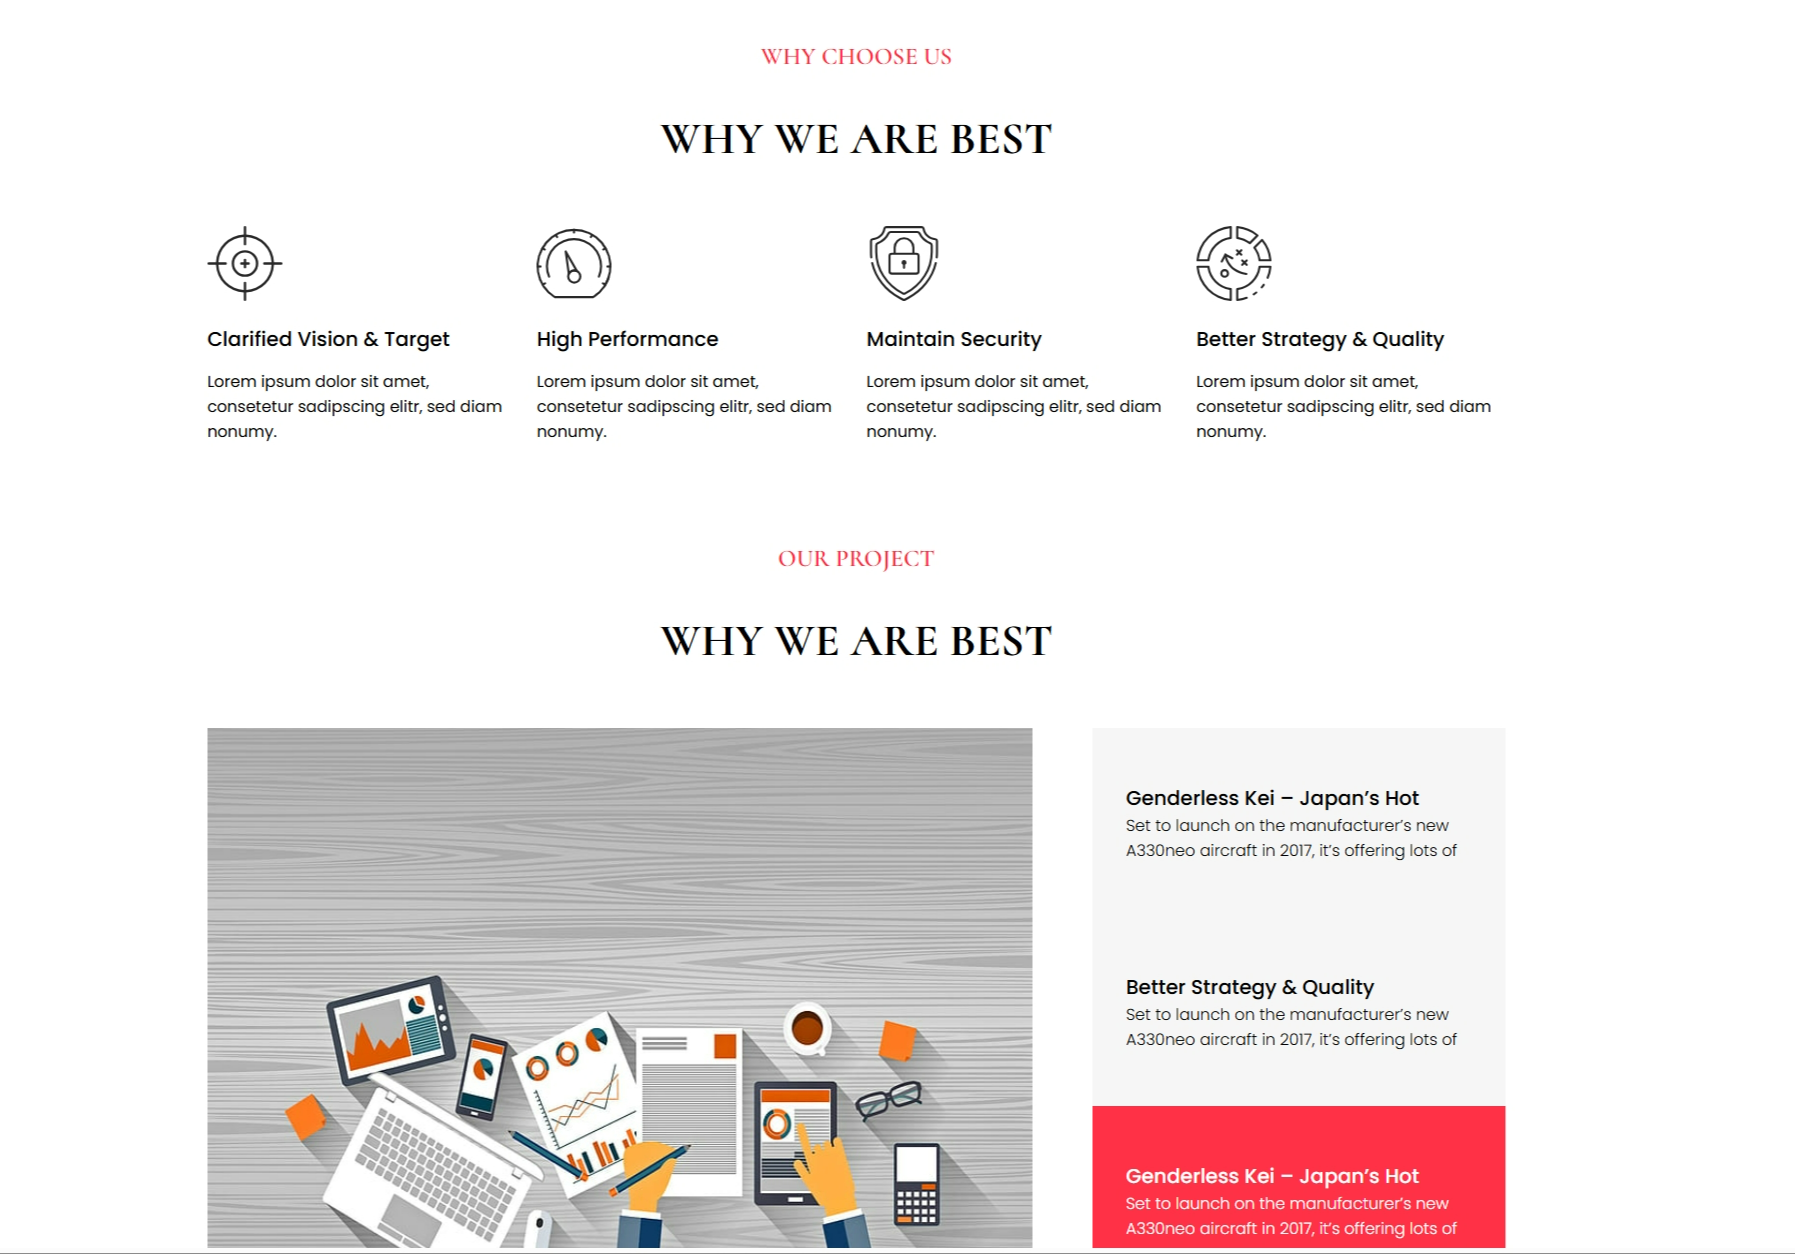 WHY CHOOSE US
WHY WE ARE BEST
Clarified Vision & Target
Lorem ipsum dolor sit amet,
consetetur sadipscing elitr, sed diam
nonumy.
High Performance
Lorem ipsum dolor sit amet,
consetetur sadipscing elitr, sed diam
nonumy.
Maintain Security
Lorem ipsum dolor sit amet,
consetetur sadipscing elitr, sed diam
nonumy.
Better Strategy & Quality
Lorem ipsum dolor sit amet,
consetetur sadipscing elitr, sed diam
nonumy.
OUR PROJECT
WHY WE ARE BEST
Genderless Kei – Japan’s Hot
Set to launch on the manufacturer’s new
A330neo aircraft in 2017, it’s offering lots of
Better Strategy & Quality
Set to launch on the manufacturer’s new
A330neo aircraft in 2017, it’s offering lots of
Genderless Kei – Japan’s Hot
Set to launch on the manufacturer’s new
A330neo aircraft in 2017, it’s offering lots of